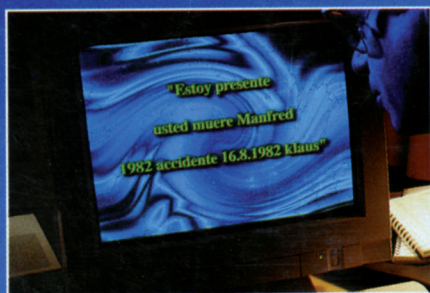 "Estoy presente
usted muere Manfred
1982 accidente 16.8.1982 klaus"